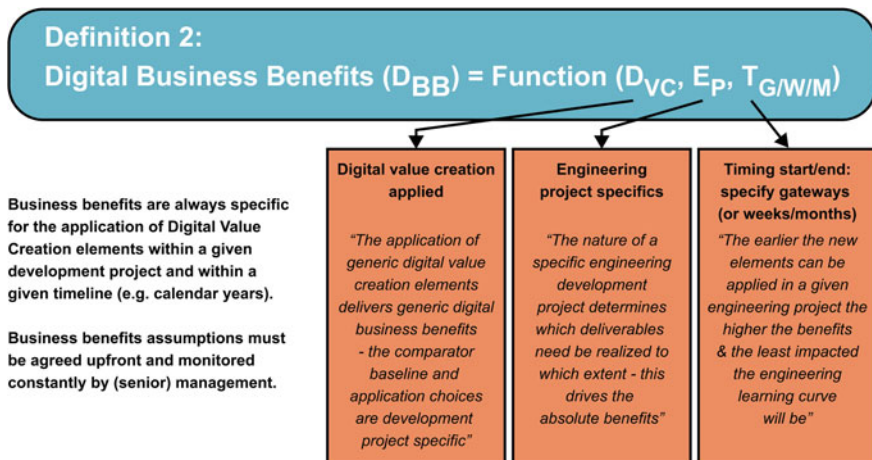 Definition 2:
Digital Business Benefits (DBB) = Function (DVC, EP, TG/W/M)
Business benefits are always specific
for the application of Digital Value
Creation elements within a given
development project and within a
given timeline (e.g. calendar years).
Business benefits assumptions must
be agreed upfront and monitored
constantly by (senior) management.
Digital value creation
applied
“The application of
generic digital value
creation elements
delivers generic digital
business benefits
- the comparator
baseline and
application choices
are development
project specific”
Engineering
project specifics
“The nature of a
specific engineering
development
project determines
which deliverables
need be realized to
which extent - this
drives the
absolute benefits”
Timing start/end:
specify gateways
(or weeks/months)
“The earlier the new
elements can be
applied in a given
engineering project the
higher the benefits
& the least impacted
the engineering
learning curve
will be”